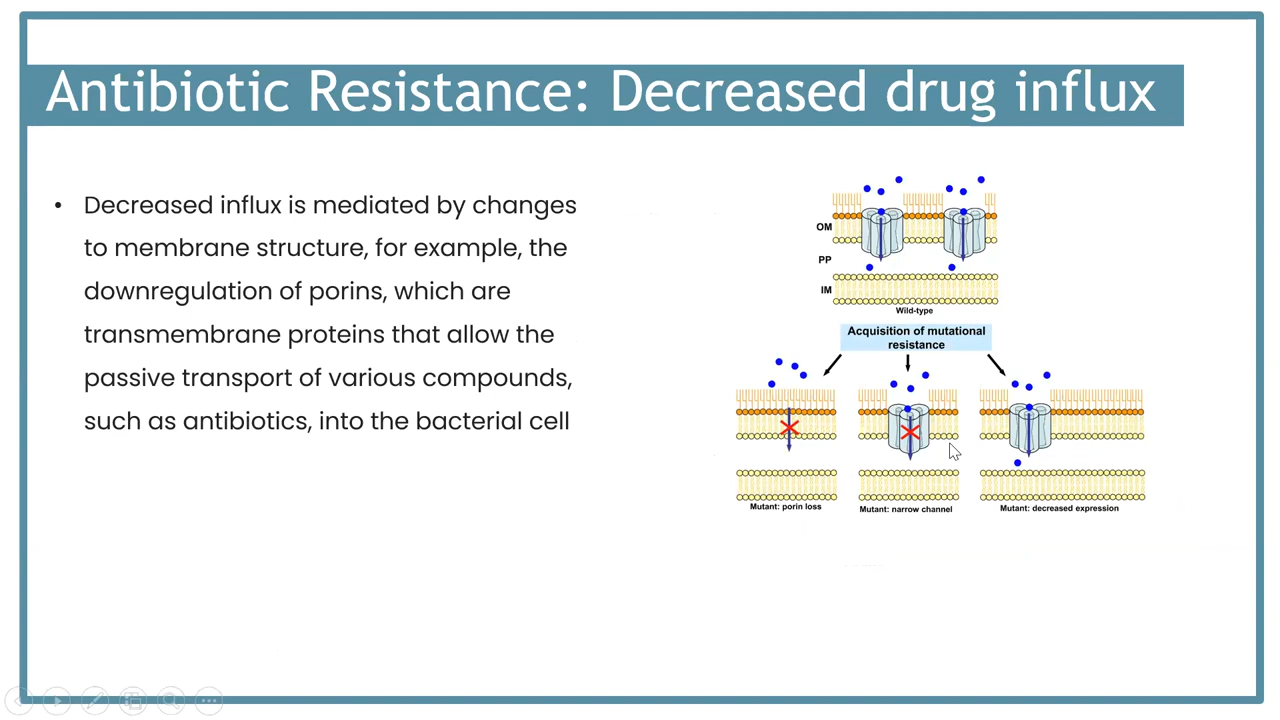 Antibiotic Resistance: Decreased drug influx
• Decreased influx is mediated by changes
to membrane structure, for example, the
downregulation of porins, which are
transmembrane proteins that allow the
passive transport of various compounds,
such as antibiotics, into the bacterial cell
OM
PP
IM
Wild-type
Acquisition of mutational
resistance
Mutant: porin loss
Mutant: narrow channel
Mutant: decreased expression